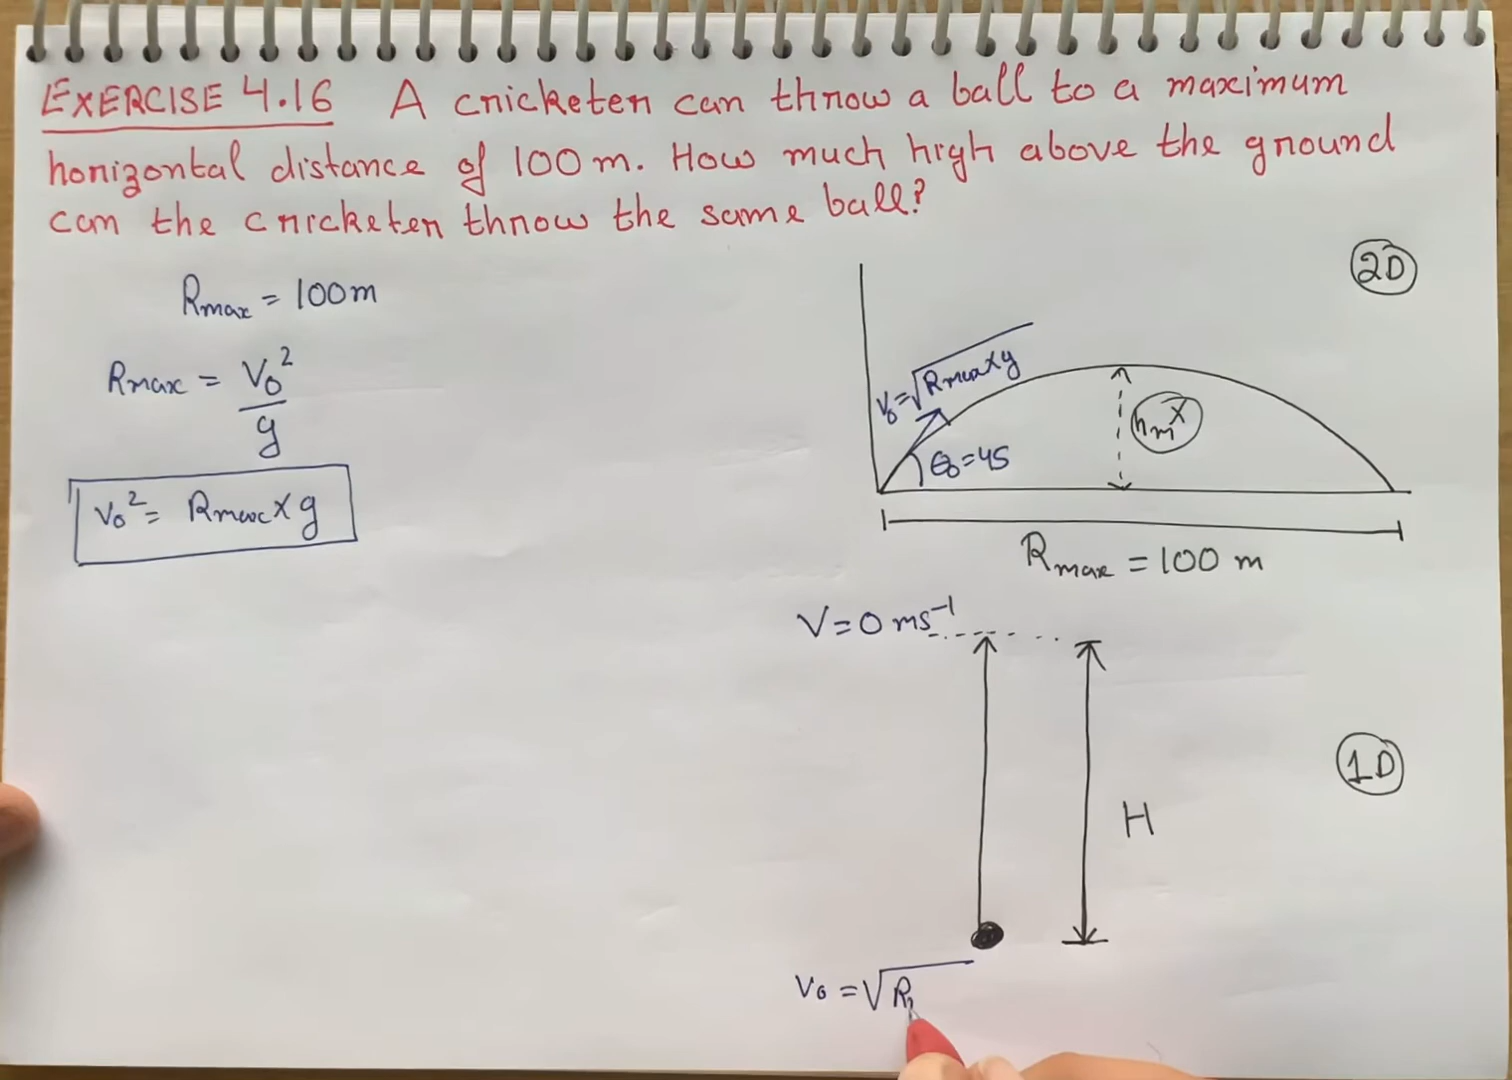 EXERCISE 4.16 A cricketer can throw a ball to a maximum
horizontal distance of 100 m. How much high above the ground
can the cricketer throw the same ball?
2D
Rmax = 100m
Rmax = V₀²/g
V₀² = Rmax × g
V₀ = √Rmax × g
hm x
θ₀ = 45
Rmax = 100 m
V = 0 ms⁻¹
1D
H
V₀ = √R